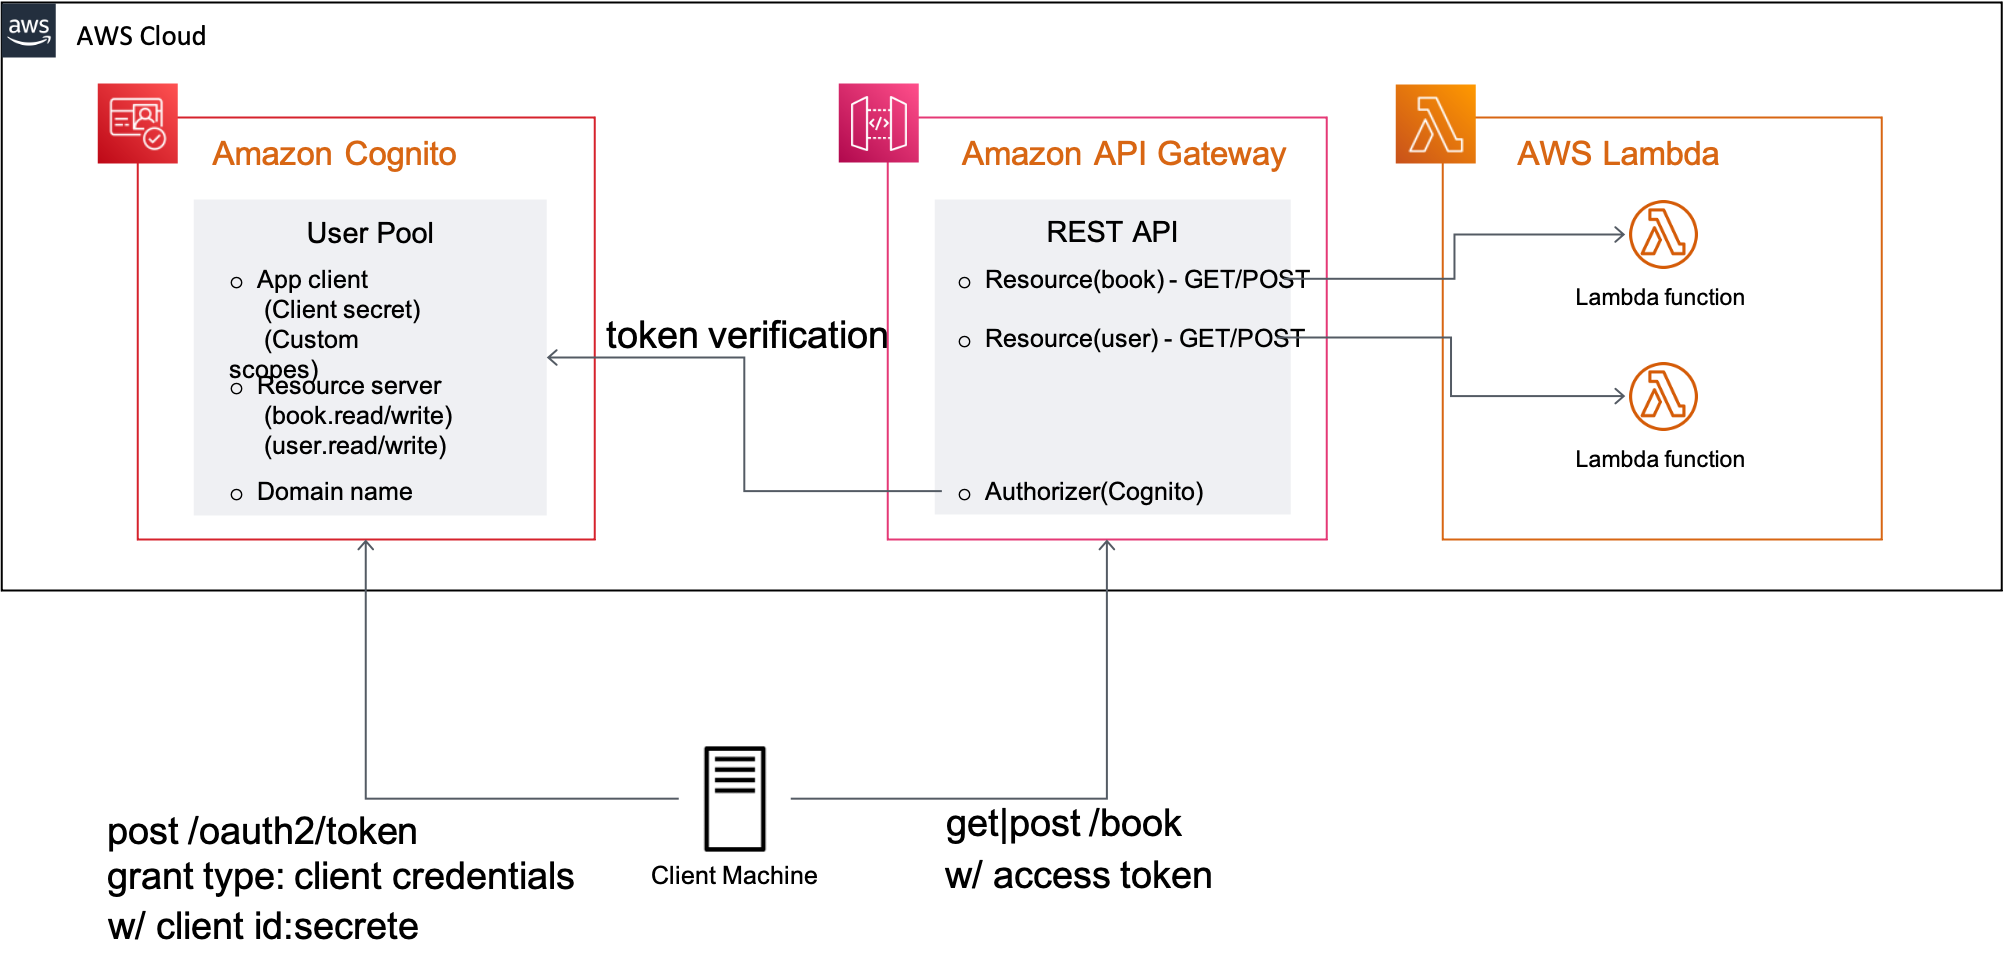 aws
AWS Cloud
Amazon Cognito
User Pool
App client
(Client secret)
(Custom
scopes)
Resource server
(book.read/write)
(user.read/write)
Domain name
token verification
Amazon API Gateway
REST API
Resource(book) - GET/POST
Resource(user) - GET/POST
Authorizer(Cognito)
AWS Lambda
Lambda function
Lambda function
post /oauth2/token
grant type: client credentials
w/ client id:secrete
Client Machine
get|post /book
w/ access token